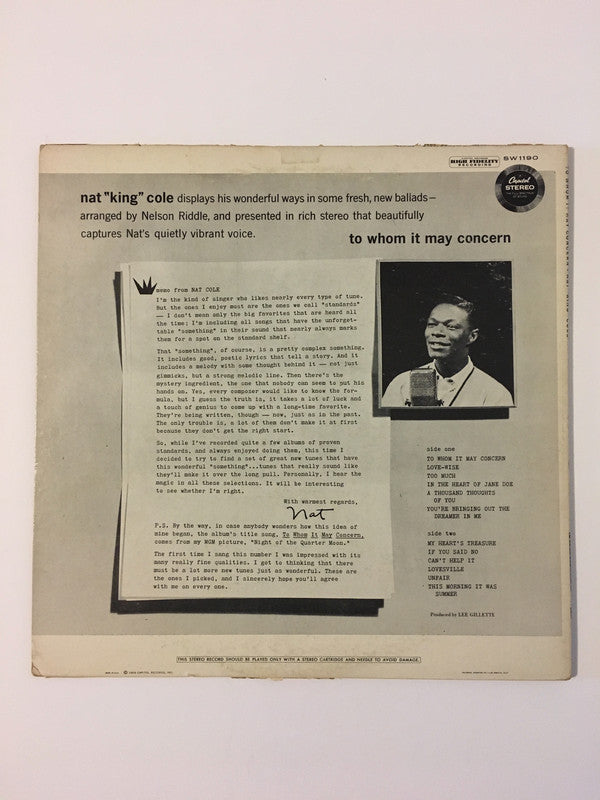 HIGH FIDELITY
RECORDING
SW1190
Capitol
STEREO
nat "king" cole displays his wonderful ways in some fresh, new ballads—
arranged by Nelson Riddle, and presented in rich stereo that beautifully
captures Nat's quietly vibrant voice.
to whom it may concern
memo from NAT COLE
I'm the kind of singer who likes nearly every type of tune.
But the ones I enjoy most are the ones we call "standards"
— I don't mean only the big favorites that are heard all
the time; I'm including all songs that have the unforget-
table "something" in their sound that nearly always marks
them for a spot on the standard shelf.
That "something", of course, is a pretty complex something.
It includes good, poetic lyrics that tell a story. And it
includes a melody with some thought behind it — not just
gimmicks, but a strong melodic line. Then there's the
mystery ingredient, the one that nobody can seem to put his
hands on. Yes, every composer would like to know the for-
mula, but I guess the truth is, it takes a lot of luck and
a touch of genius to come up with a long-time favorite.
They're being written, though — now, just as in the past.
The only trouble is, a lot of them don't make it at first
because they don't get the right start.
So, while I've recorded quite a few albums of proven
standards, and always enjoyed doing them, this time I
decided to try to find a set of great new tunes that have
this wonderful "something"...tunes that really sound like
they'll make it over the long pull. Personally, I hear the
magic in all these selections. It will be interesting
to see whether I'm right.
With warmest regards,
Nat
P.S. By the way, in case anybody wonders how this idea of
mine began, the album's title song, To Whom It May Concern,
comes from my MGM picture, "Night of the Quarter Moon."
The first time I sang this number I was impressed with its
many really fine qualities. I got to thinking that there
must be a lot more new tunes just as wonderful. These are
the ones I picked, and I sincerely hope you'll agree
with me on every one.
side one
TO WHOM IT MAY CONCERN
LOVE-WISE
TOO MUCH
IN THE HEART OF JANE DOE
A THOUSAND THOUGHTS
OF YOU
YOU'RE BRINGING OUT THE
DREAMER IN ME
side two
MY HEART'S TREASURE
IF YOU SAID NO
CAN'T HELP IT
LOVESVILLE
UNFAIR
THIS MORNING IT WAS
SUMMER
Produced by LEE GILLETTE
THIS STEREO RECORD SHOULD BE PLAYED ONLY WITH A STEREO CARTRIDGE AND NEEDLE TO AVOID DAMAGE.
CAPITOL RECORDS, INC.